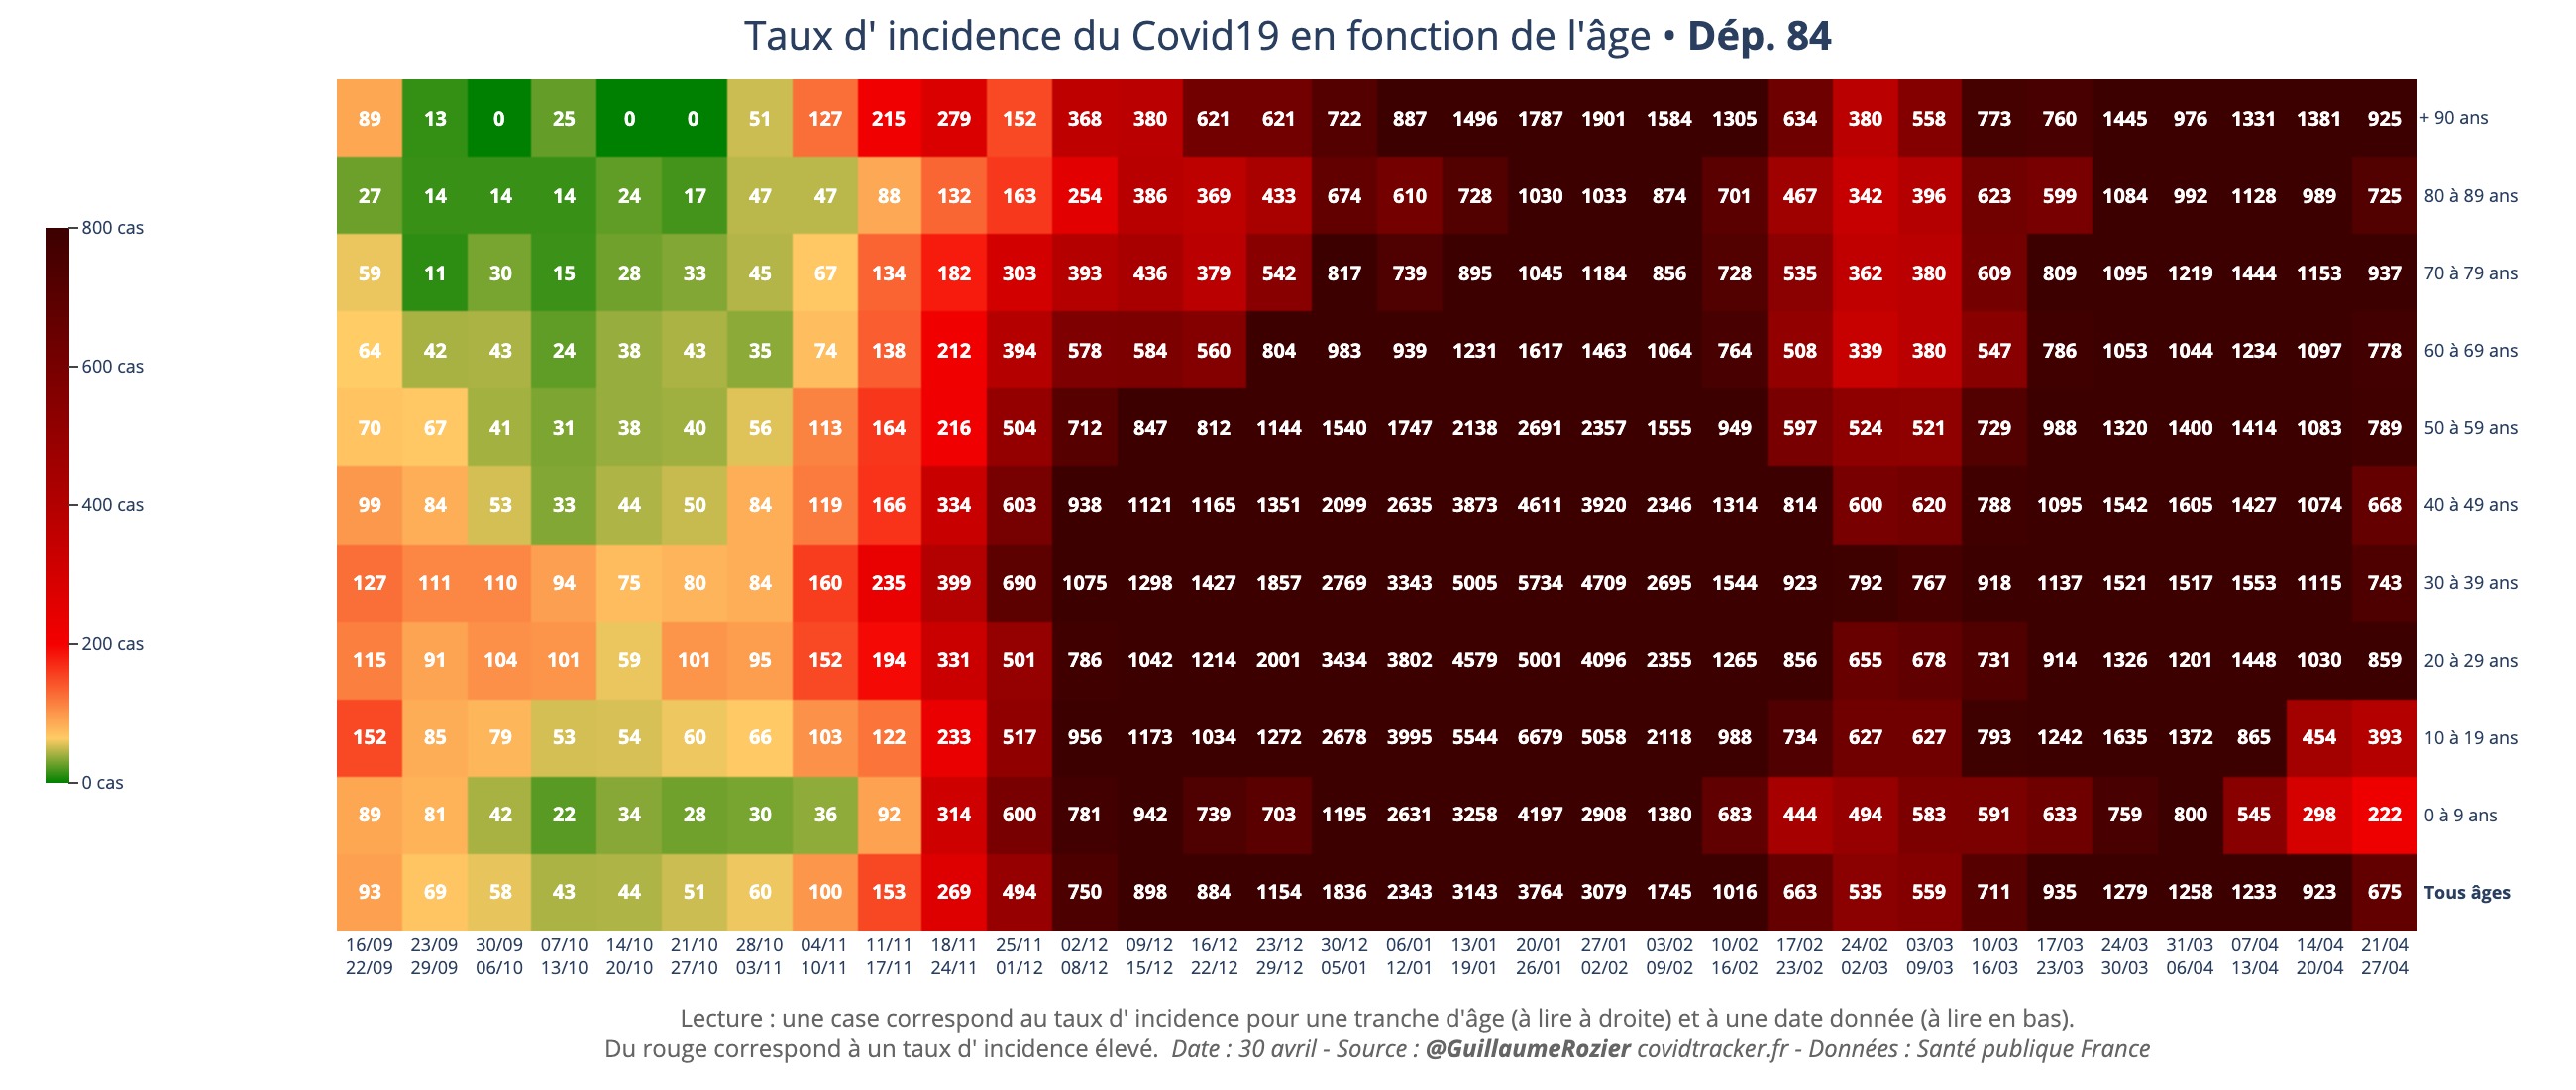 Taux d' incidence du Covid19 en fonction de l'âge • Dép. 84
800 cas
600 cas
400 cas
200 cas
0 cas
89 13 0 25 0 0 51 127 215 279 152 368 380 621 621 722 887 1496 1787 1901 1584 1305 634 380 558 773 760 1445 976 1331 1381 925 + 90 ans
27 14 14 14 24 17 47 47 88 132 163 254 386 369 433 674 610 728 1030 1033 874 701 467 342 396 623 599 1084 992 1128 989 725 80 à 89 ans
59 11 30 15 28 33 45 67 134 182 303 393 436 379 542 817 739 895 1045 1184 856 728 535 362 380 609 809 1095 1219 1444 1153 937 70 à 79 ans
64 42 43 24 38 43 35 74 138 212 394 578 584 560 804 983 939 1231 1617 1463 1064 764 508 339 380 547 786 1053 1044 1234 1097 778 60 à 69 ans
70 67 41 31 38 40 56 113 164 216 504 712 847 812 1144 1540 1747 2138 2691 2357 1555 949 597 524 521 729 988 1320 1400 1414 1083 789 50 à 59 ans
99 84 53 33 44 50 84 119 166 334 603 938 1121 1165 1351 2099 2635 3873 4611 3920 2346 1314 814 600 620 788 1095 1542 1605 1427 1074 668 40 à 49 ans
127 111 110 94 75 80 84 160 235 399 690 1075 1298 1427 1857 2769 3343 5005 5734 4709 2695 1544 923 792 767 918 1137 1521 1517 1553 1115 743 30 à 39 ans
115 91 104 101 59 101 95 152 194 331 501 786 1042 1214 2001 3434 3802 4579 5001 4096 2355 1265 856 655 678 731 914 1326 1201 1448 1030 859 20 à 29 ans
152 85 79 53 54 60 66 103 122 233 517 956 1173 1034 1272 2678 3995 5544 6679 5058 2118 988 734 627 627 793 1242 1635 1372 865 454 393 10 à 19 ans
89 81 42 22 34 28 30 36 92 314 600 781 942 739 703 1195 2631 3258 4197 2908 1380 683 444 494 583 591 633 759 800 545 298 222 0 à 9 ans
93 69 58 43 44 51 60 100 153 269 494 750 898 884 1154 1836 2343 3143 3764 3079 1745 1016 663 535 559 711 935 1279 1258 1233 923 675 Tous âges
16/09 23/09 30/09 07/10 14/10 21/10 28/10 04/11 11/11 18/11 25/11 02/12 09/12 16/12 23/12 30/12 06/01 13/01 20/01 27/01 03/02 10/02 17/02 24/02 03/03 10/03 17/03 24/03 31/03 07/04 14/04 21/04
22/09 29/09 06/10 13/10 20/10 27/10 03/11 10/11 17/11 24/11 01/12 08/12 15/12 22/12 29/12 05/01 12/01 19/01 26/01 02/02 09/02 16/02 23/02 02/03 09/03 16/03 23/03 30/03 06/04 13/04 20/04 27/04
Lecture : une case correspond au taux d' incidence pour une tranche d'âge (à lire à droite) et à une date donnée (à lire en bas).
Du rouge correspond à un taux d' incidence élevé. Date : 30 avril - Source : @GuillaumeRozier covidtracker.fr - Données : Santé publique France